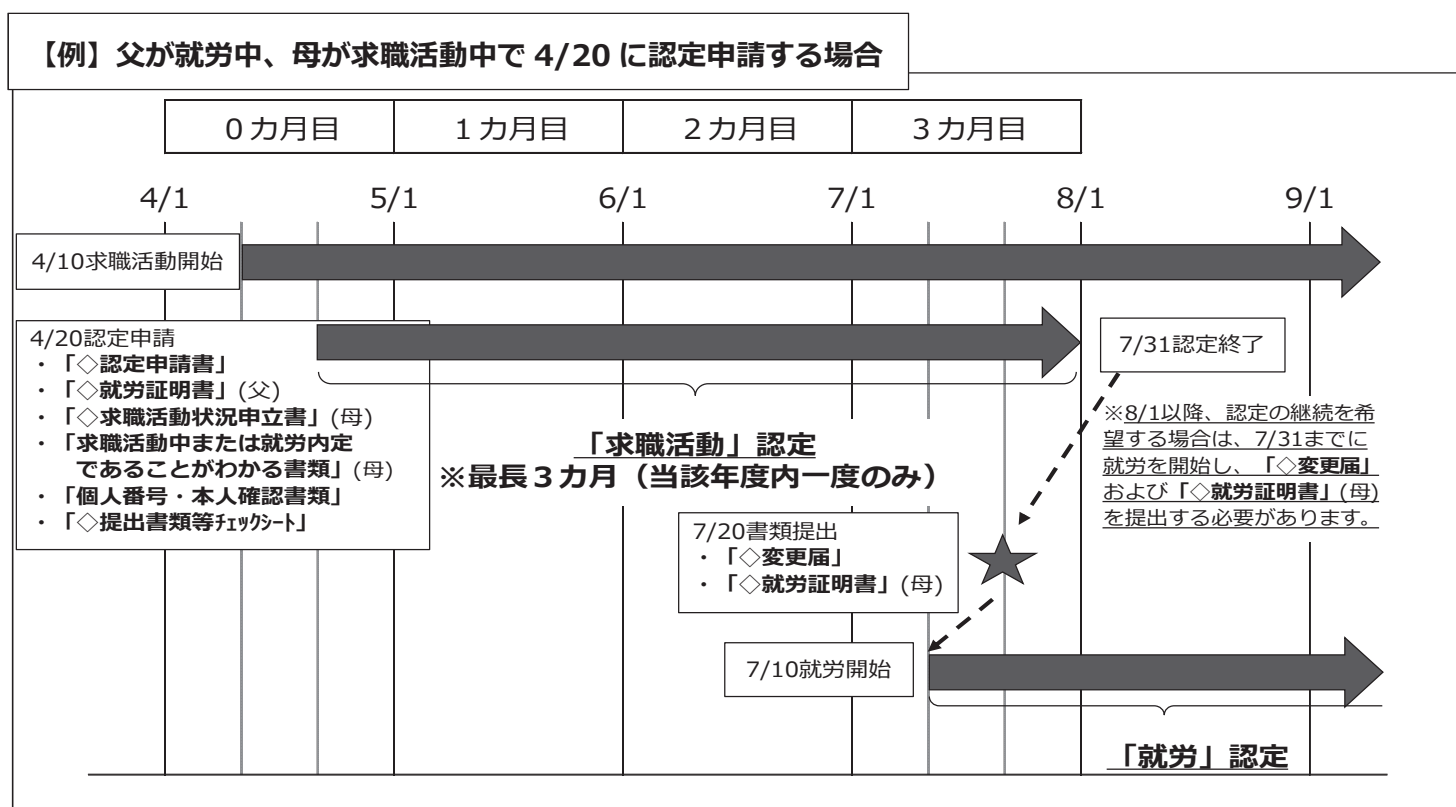 【例】父が就労中、母が求職活動中で 4/20 に認定申請する場合
０カ月目
１カ月目
２カ月目
３カ月目
4/1
5/1
6/1
7/1
8/1
9/1
4/10求職活動開始
4/20認定申請
・「◇認定申請書」
・「◇就労証明書」(父)
・「◇求職活動状況申立書」(母)
・「求職活動中または就労内定
であることがわかる書類」(母)
・「個人番号・本人確認書類」
・「◇提出書類等ﾁｪｯｸｼｰﾄ」
「求職活動」認定
※最長３カ月（当該年度内一度のみ）
7/31認定終了
※8/1以降、認定の継続を希
望する場合は、7/31までに
就労を開始し、「◇変更届」
および「◇就労証明書」(母)
を提出する必要があります。
7/20書類提出
・「◇変更届」
・「◇就労証明書」(母)
7/10就労開始
「就労」認定